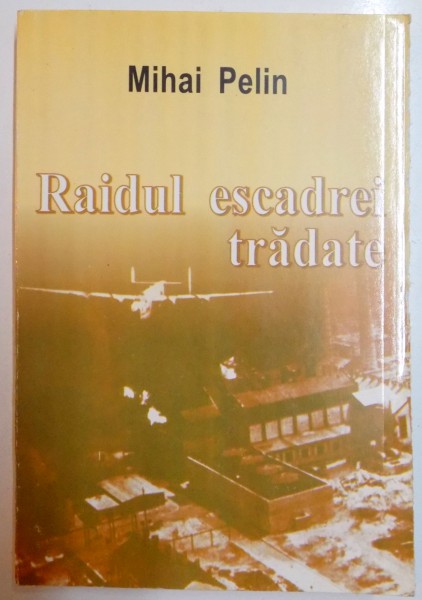 Mihai Pelin
Raidul escadrei
trădate